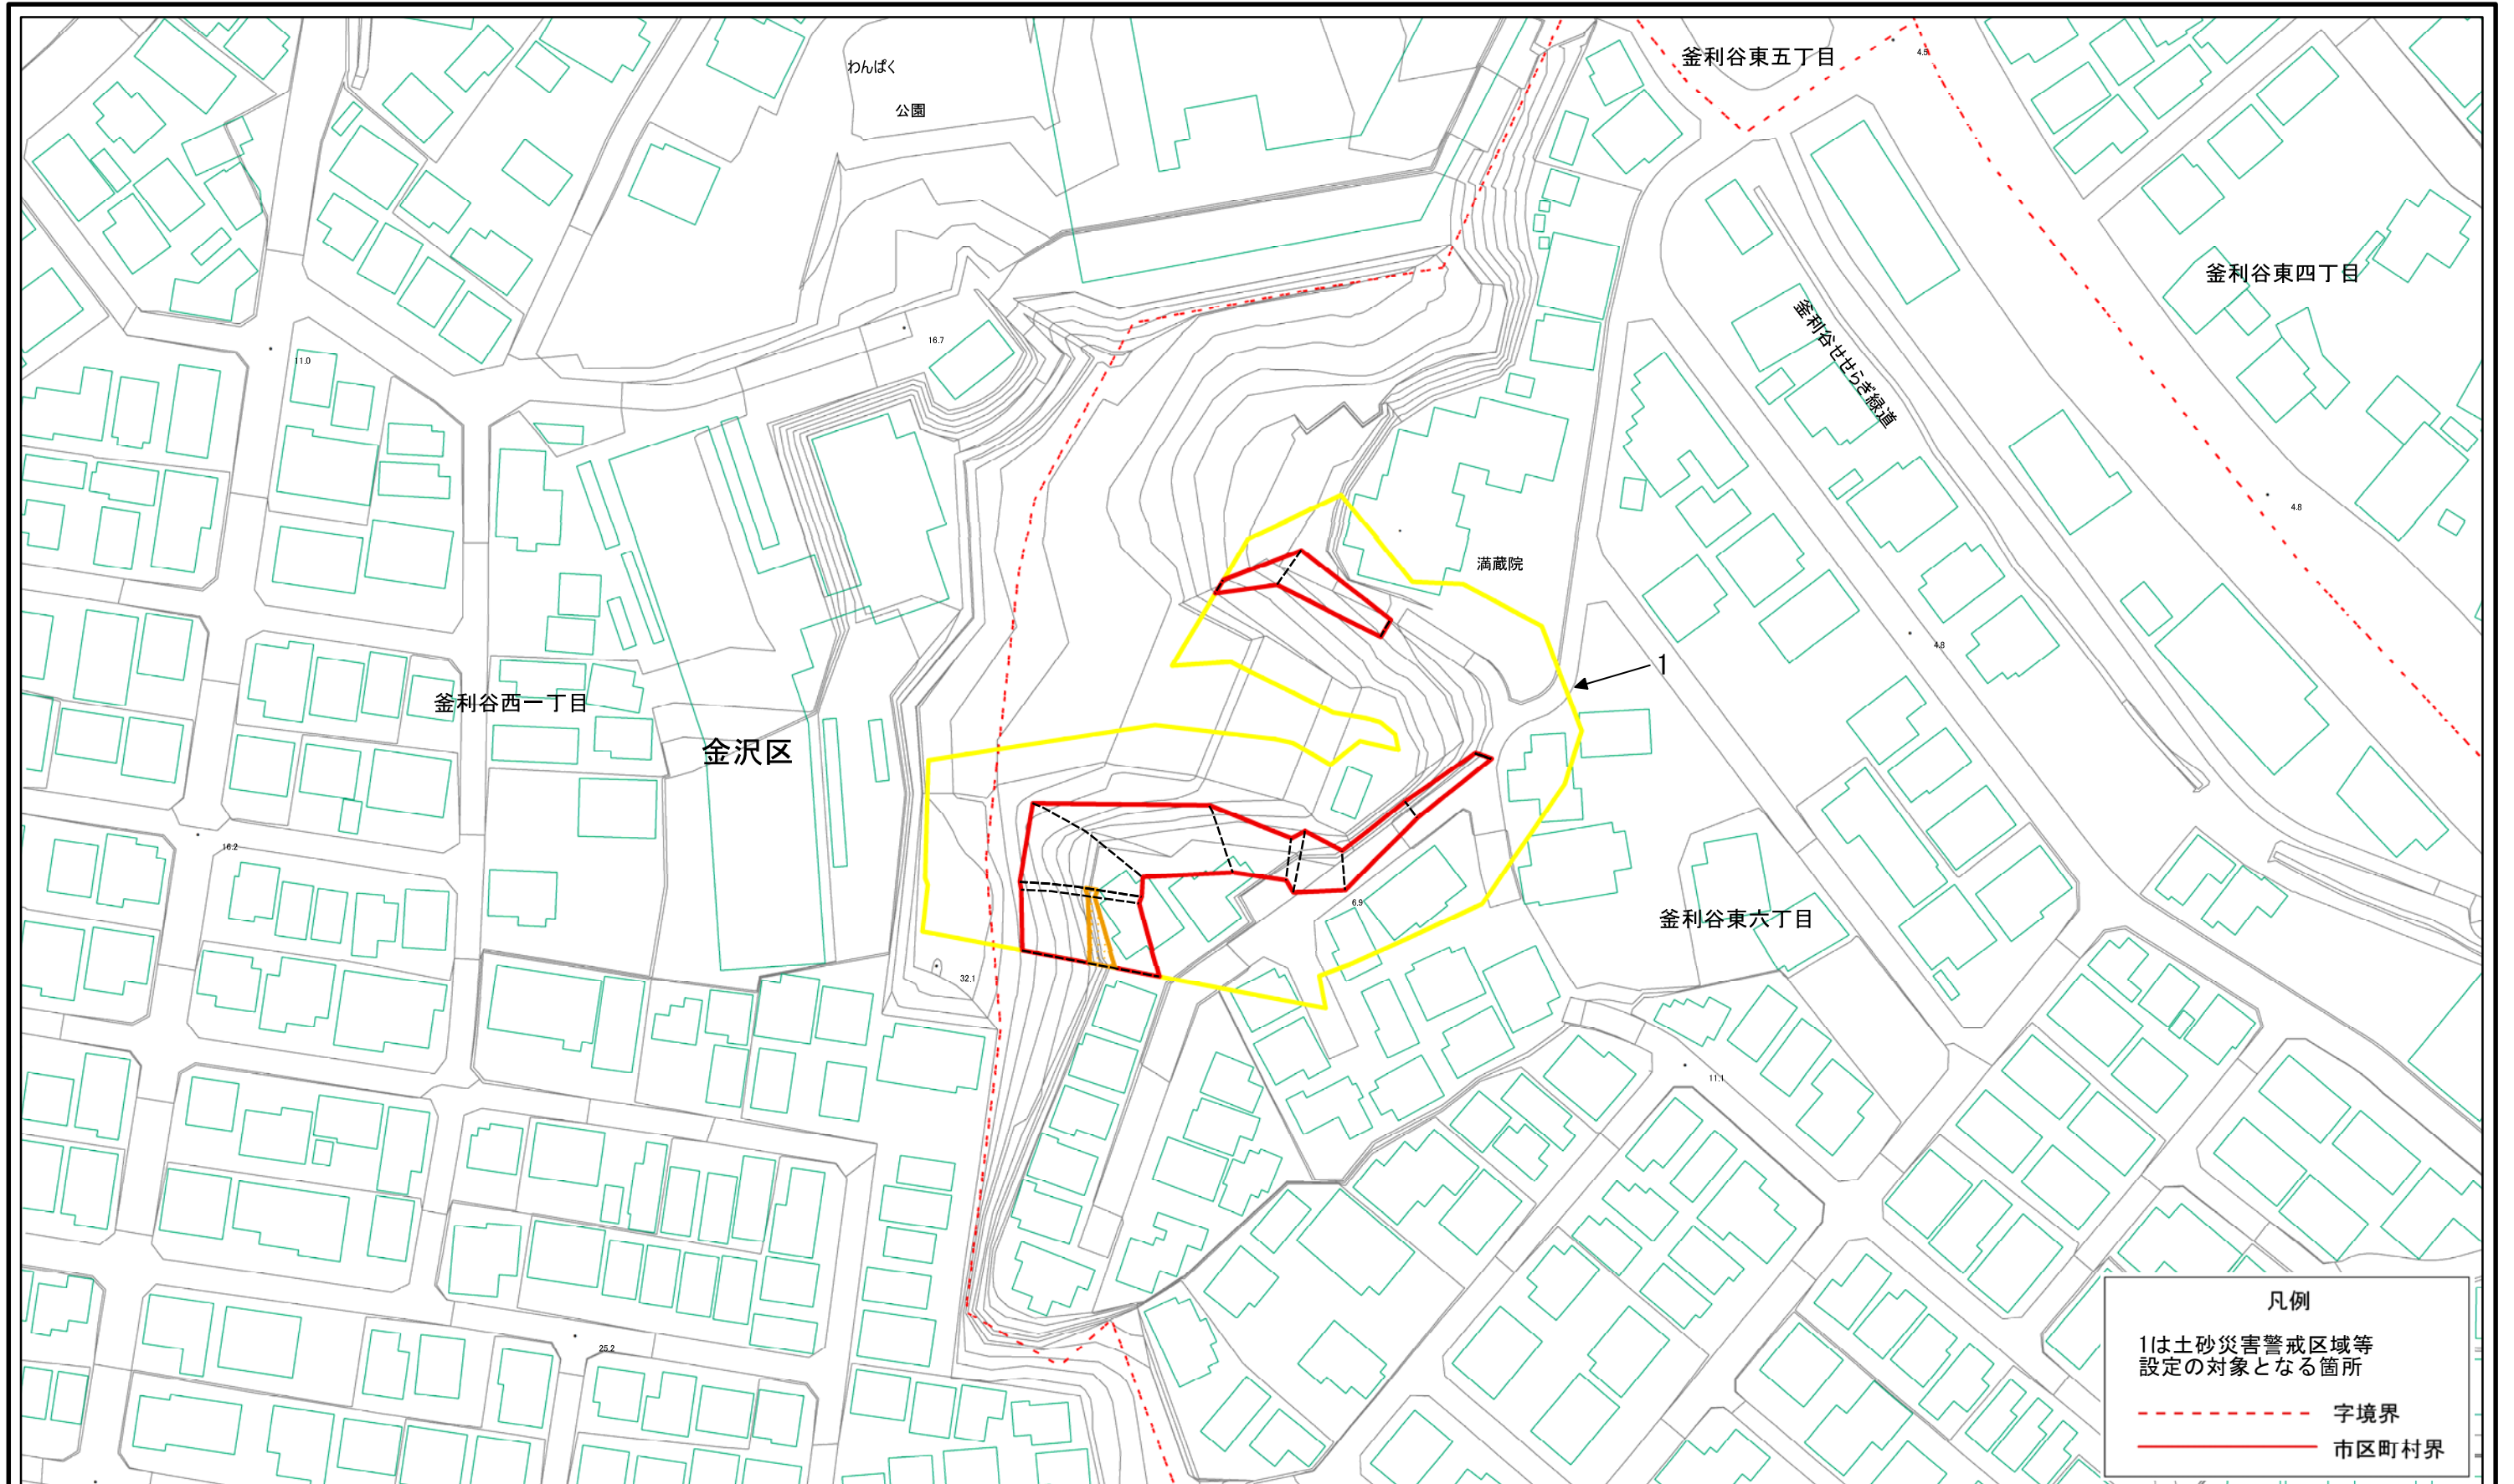 わんぱく
公園
釜利谷東五丁目
4.5
釜利谷東四丁目
釜利谷せせらぎ緑道
16.7
11.0
4.8
満蔵院
4.8
1
釜利谷西一丁目
金沢区
16.2
6.9
釜利谷東六丁目
32.1
11.1
25.2
凡例
1は土砂災害警戒区域等
設定の対象となる箇所
字境界
市区町村界